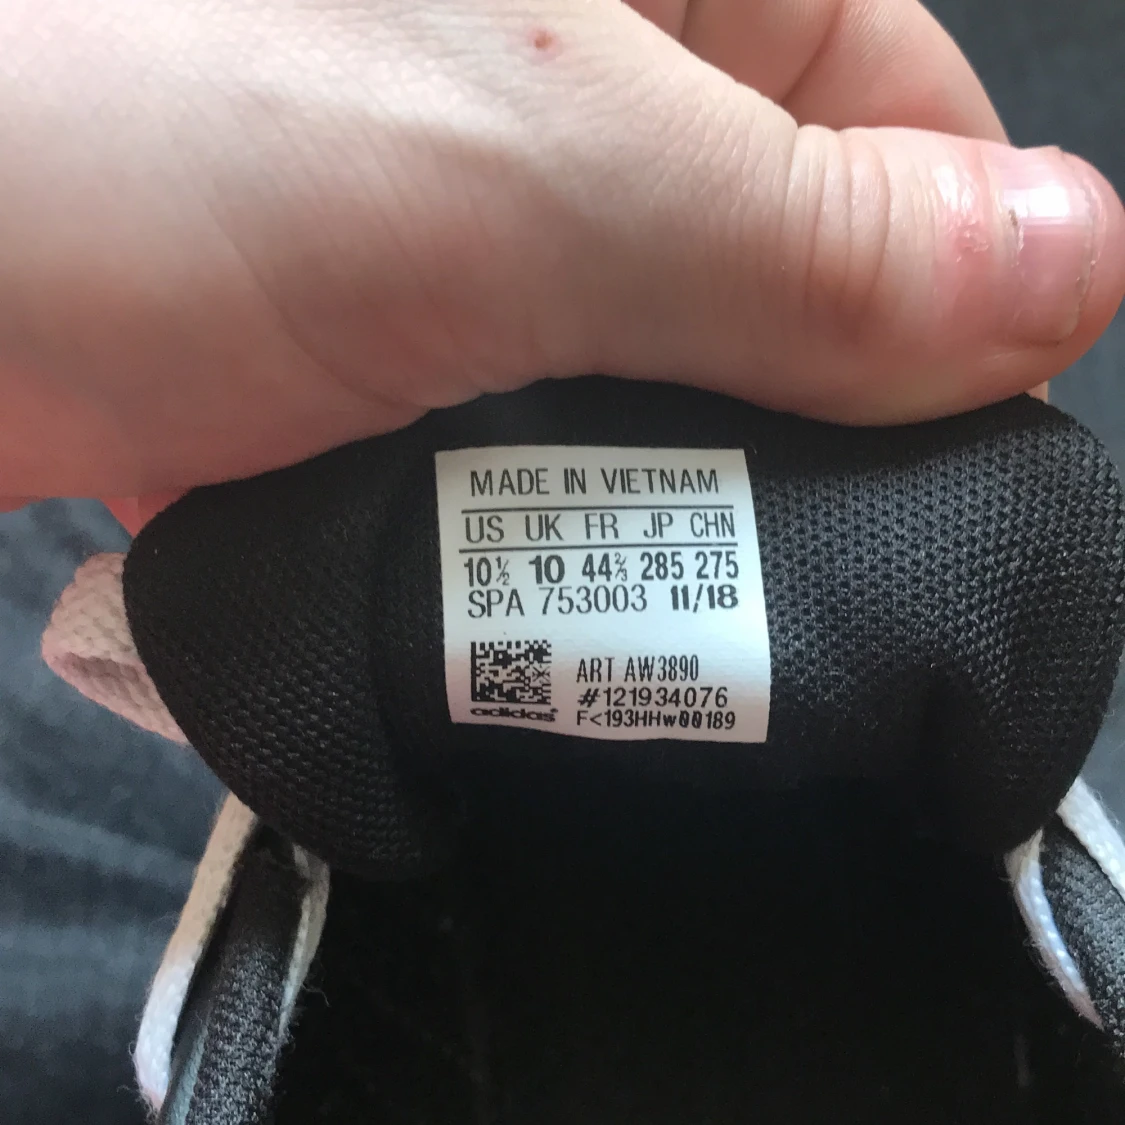 MADE IN VIETNAM
US UK FR JP CHN
10½ 10 44⅔ 285 275
SPA 753003 11/18
ART AW3890
#121934076
adidas F<193HHw00189